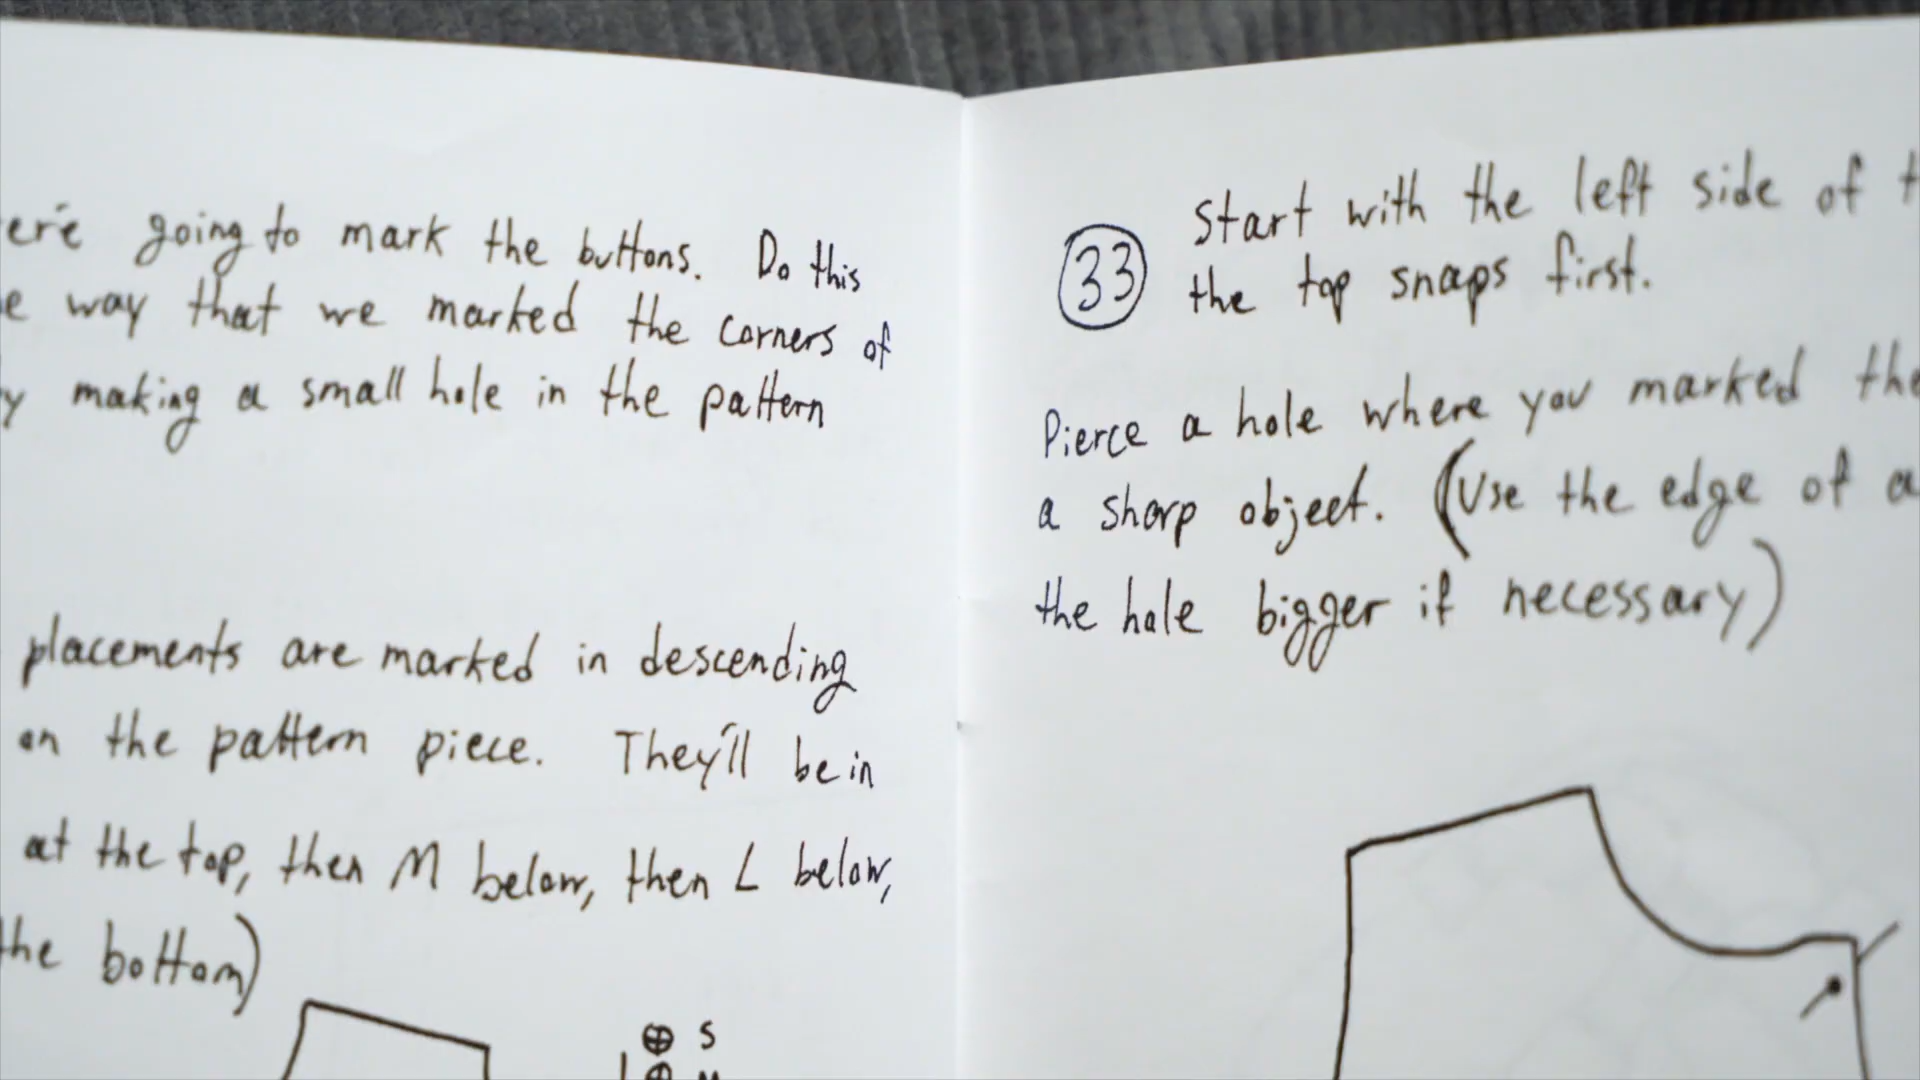 ere going to mark the buttons. Do this
e way that we marked the corners of
y making a small hole in the pattern
placements are marked in descending
on the pattern piece. They'll be in
at the top, then M below, then L below,
the bottom)
S
33
Start with the left side of t
the top snaps first.
Pierce a hole where you marked the
a sharp object. (Use the edge of a
the hole bigger if necessary)